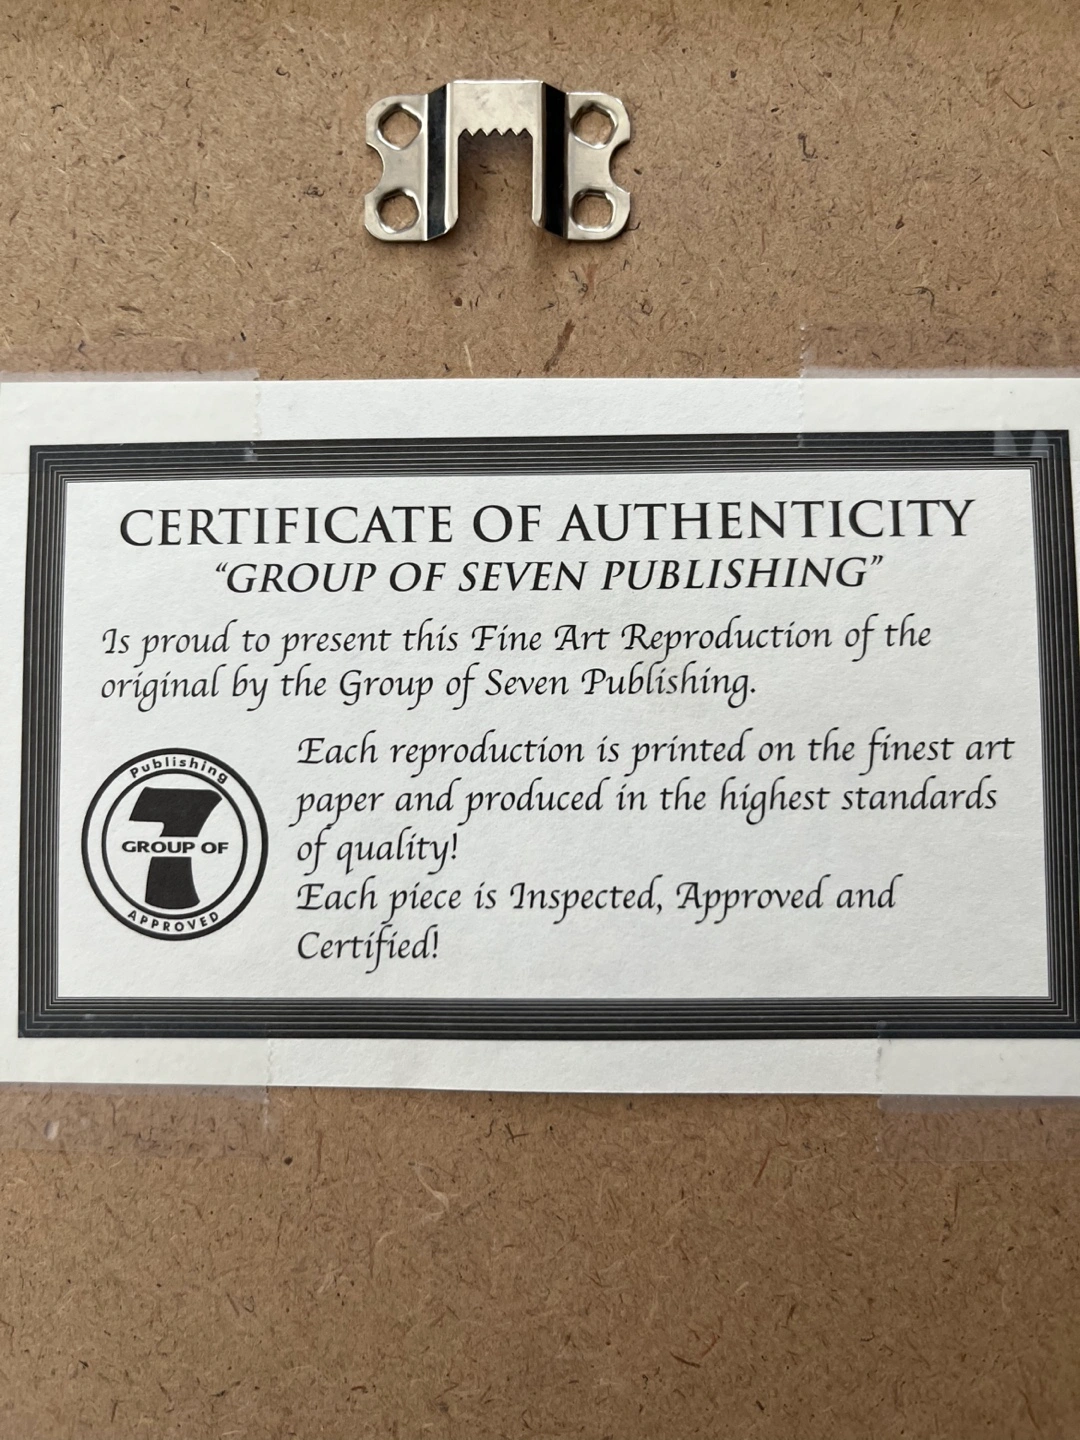 CERTIFICATE OF AUTHENTICITY
“GROUP OF SEVEN PUBLISHING”
Is proud to present this Fine Art Reproduction of the
original by the Group of Seven Publishing.
Each reproduction is printed on the finest art
paper and produced in the highest standards
of quality!
Each piece is Inspected, Approved and
Certified!
Publishing
7
GROUP OF
APPROVED